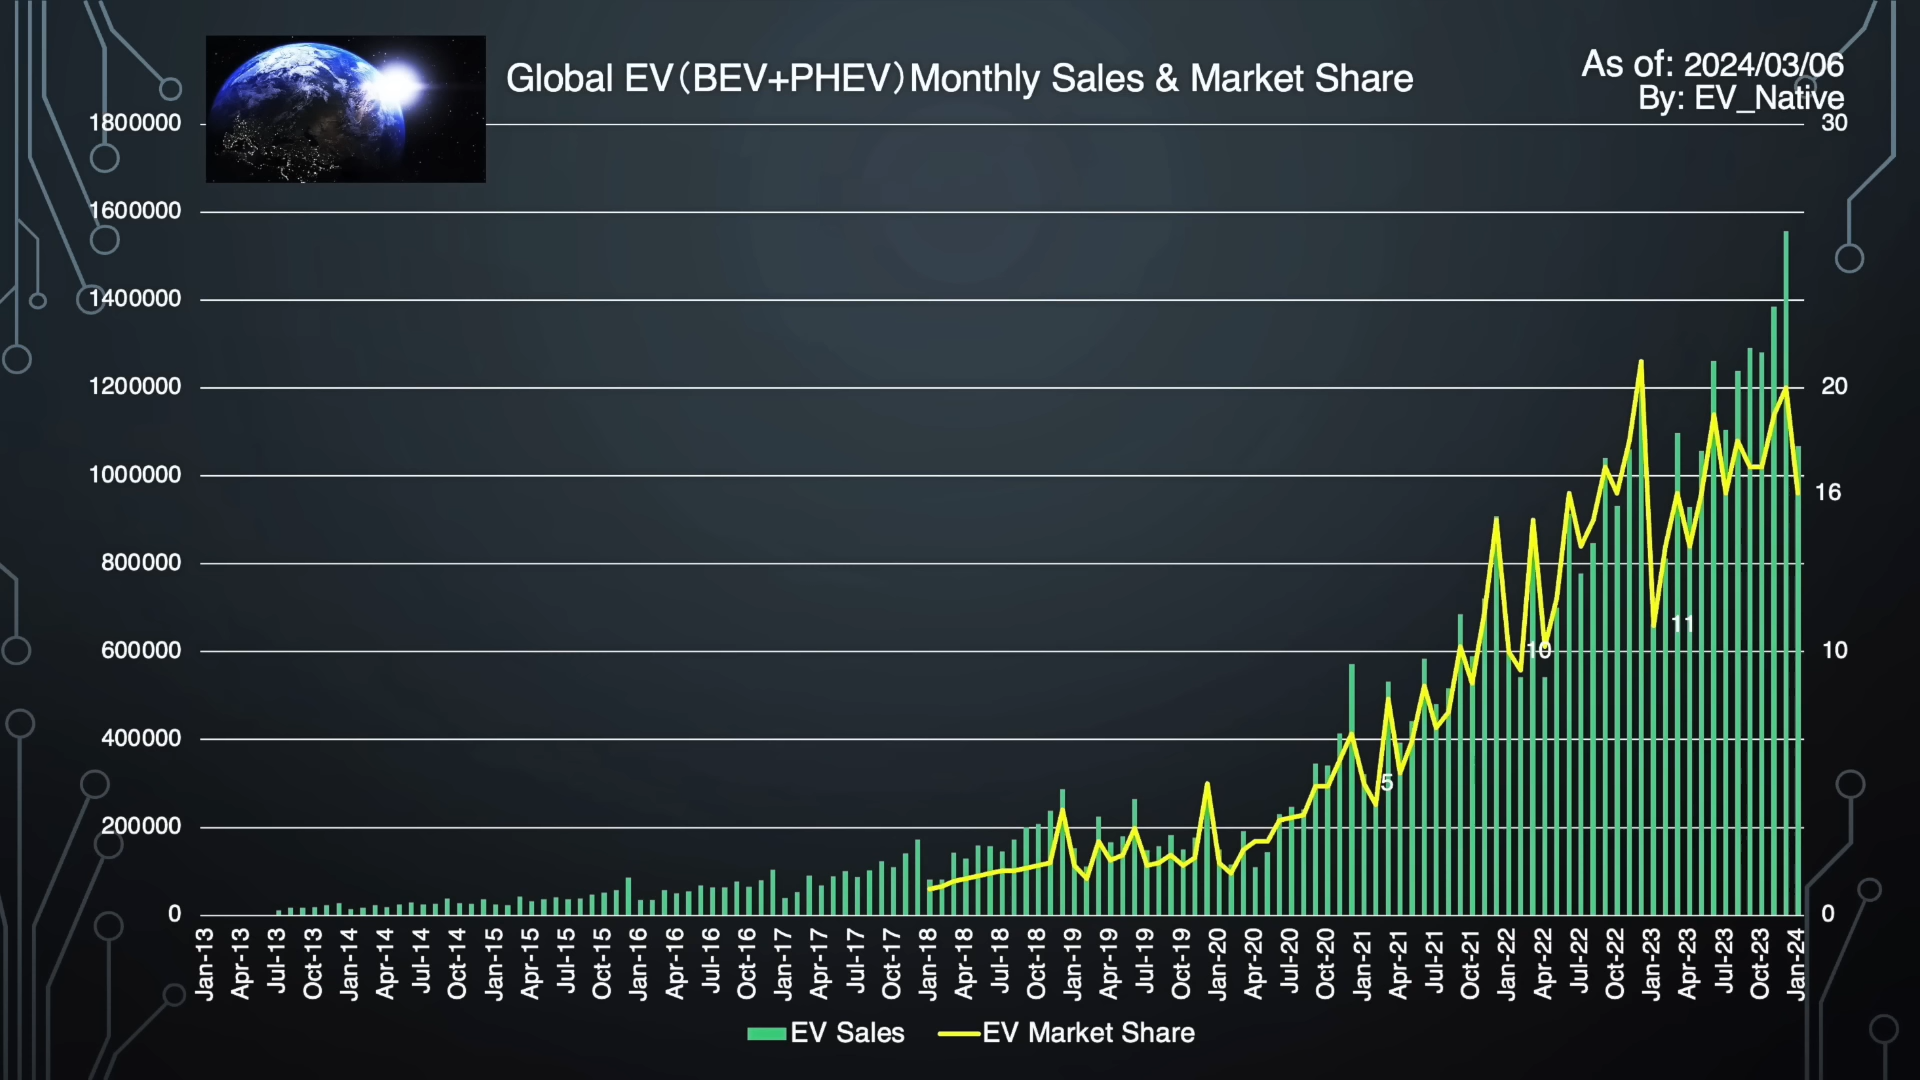 Global EV(BEV+PHEV)Monthly Sales & Market Share
As of: 2024/03/06
By: EV_Native
1800000
1600000
1400000
1200000
1000000
800000
600000
400000
200000
0
30
20
16
10
0
5
10
11
Jan-13
Apr-13
Jul-13
Oct-13
Jan-14
Apr-14
Jul-14
Oct-14
Jan-15
Apr-15
Jul-15
Oct-15
Jan-16
Apr-16
Jul-16
Oct-16
Jan-17
Apr-17
Jul-17
Oct-17
Jan-18
Apr-18
Jul-18
Oct-18
Jan-19
Apr-19
Jul-19
Oct-19
Jan-20
Apr-20
Jul-20
Oct-20
Jan-21
Apr-21
Jul-21
Oct-21
Jan-22
Apr-22
Jul-22
Oct-22
Jan-23
Apr-23
Jul-23
Oct-23
Jan-24
EV Sales
EV Market Share